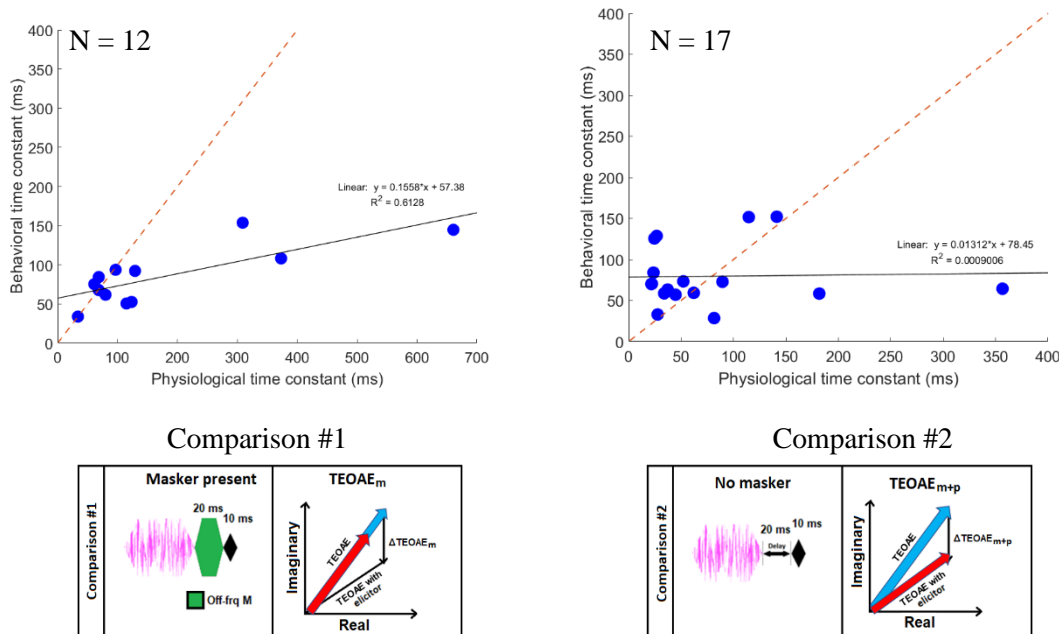 N = 12
Behavioral time constant (ms)
400
350
300
250
200
150
100
50
0
Linear: y = 0.1558*x + 57.38
R² = 0.6128
0 100 200 300 400 500 600 700
Physiological time constant (ms)
N = 17
Behavioral time constant (ms)
400
350
300
250
200
150
100
50
0
Linear: y = 0.01312*x + 78.45
R² = 0.0009006
0 50 100 150 200 250 300 350 400
Physiological time constant (ms)
Comparison #1
Comparison #1
Masker present
20 ms
10 ms
Off-frq M
TEOAEm
Imaginary
TEOAE
ΔTEOAEm
TEOAE with
elicitor
Real
Comparison #2
Comparison #2
No masker
20 ms
10 ms
Delay
TEOAEm+p
Imaginary
TEOAE
ΔTEOAEm+p
TEOAE with
elicitor
Real